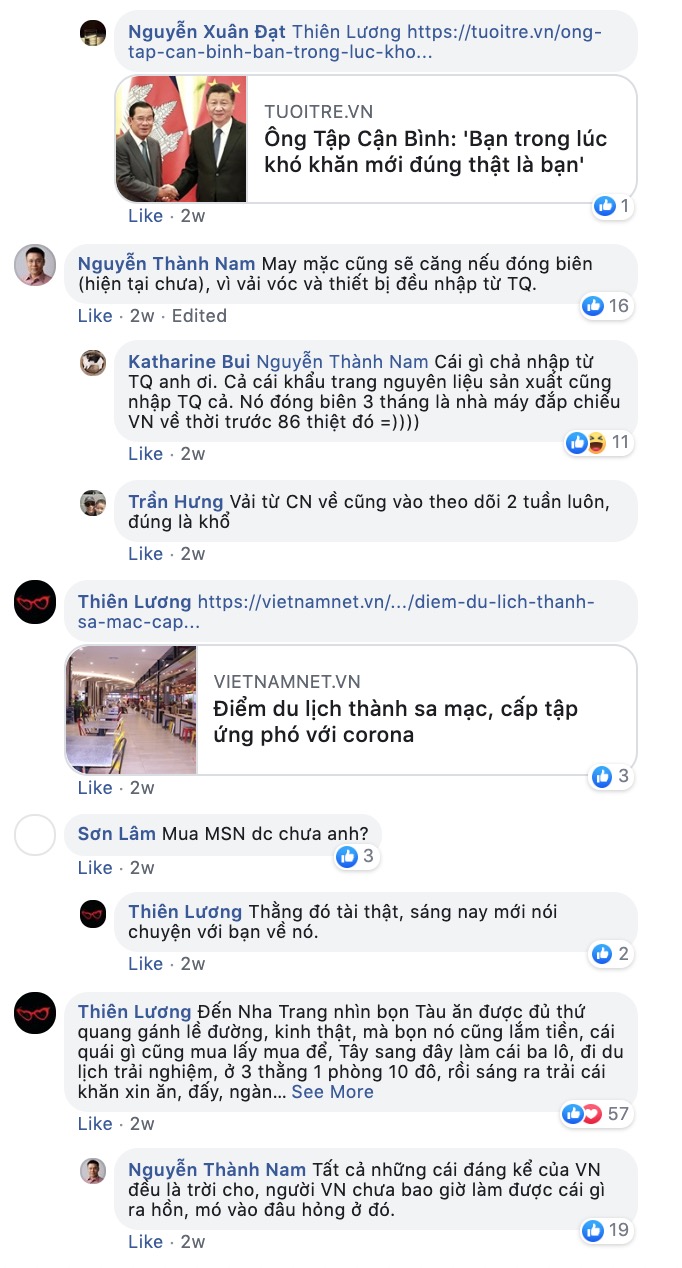 Nguyễn Xuân Đạt Thiên Lương https://tuoitre.vn/ong-
tap-can-binh-ban-trong-luc-kho...
TUOITRE.VN
Ông Tập Cận Bình: 'Bạn trong lúc
khó khăn mới đúng thật là bạn'
1
Like · 2w
Nguyễn Thành Nam May mặc cũng sẽ căng nếu đóng biên
(hiện tại chưa), vì vải vóc và thiết bị đều nhập từ TQ.
16
Like · 2w · Edited
Katharine Bui Nguyễn Thành Nam Cái gì chả nhập từ
TQ anh ơi. Cả cái khẩu trang nguyên liệu sản xuất cũng
nhập TQ cả. Nó đóng biên 3 tháng là nhà máy đắp chiếu
VN về thời trước 86 thiệt đó =))))
11
Like · 2w
Trần Hưng Vải từ CN về cũng vào theo dõi 2 tuần luôn,
đúng là khổ
Like · 2w
Thiên Lương https://vietnamnet.vn/.../diem-du-lich-thanh-
sa-mac-cap...
VIETNAMNET.VN
Điểm du lịch thành sa mạc, cấp tập
ứng phó với corona
3
Like · 2w
Sơn Lâm Mua MSN dc chưa anh?
3
Like · 2w
Thiên Lương Thằng đó tài thật, sáng nay mới nói
chuyện với bạn về nó.
2
Like · 2w
Thiên Lương Đến Nha Trang nhìn bọn Tàu ăn được đủ thứ
quang gánh lề đường, kinh thật, mà bọn nó cũng lắm tiền, cái
quái gì cũng mua lấy mua để, Tây sang đây làm cái ba lô, đi du
lịch trải nghiệm, ở 3 thằng 1 phòng 10 đô, rồi sáng ra trải cái
khăn xin ăn, đấy, ngàn... See More
57
Like · 2w
Nguyễn Thành Nam Tất cả những cái đáng kể của VN
đều là trời cho, người VN chưa bao giờ làm được cái gì
ra hồn, mó vào đâu hỏng ở đó.
19
Like · 2w